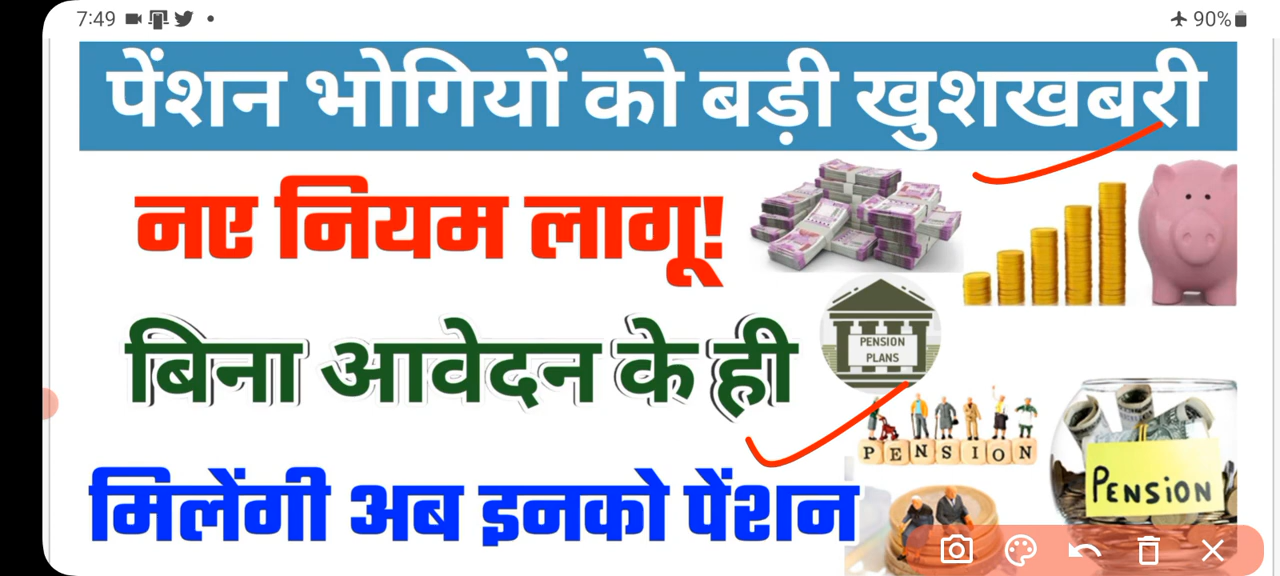 7:49
90%
पेंशन भोगियों को बड़ी खुशखबरी
नए नियम लागू!
बिना आवेदन के ही
मिलेंगी अब इनको पेंशन
PENSION
PLANS
PENSION
PENSION